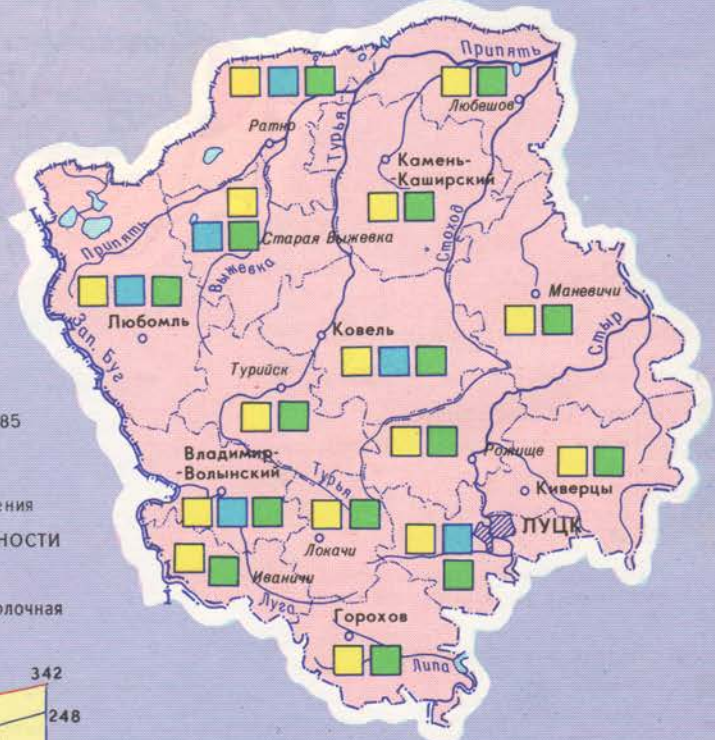 Припять
Любешов
Ратно
Турья
Камень-
-Каширский
Стоход
Припять
Старая Выжевка
Выжевка
Маневичи
Любомль
Ковель
Стыр
Зап. Буг
Турийск
85
Владимир-
-Волынский
Турья
Рожище
Киверцы
ения
ЛУЦК
НОСТИ
Локачи
Иваничи
I
Луга
олочная
Горохов
Липа
342
248